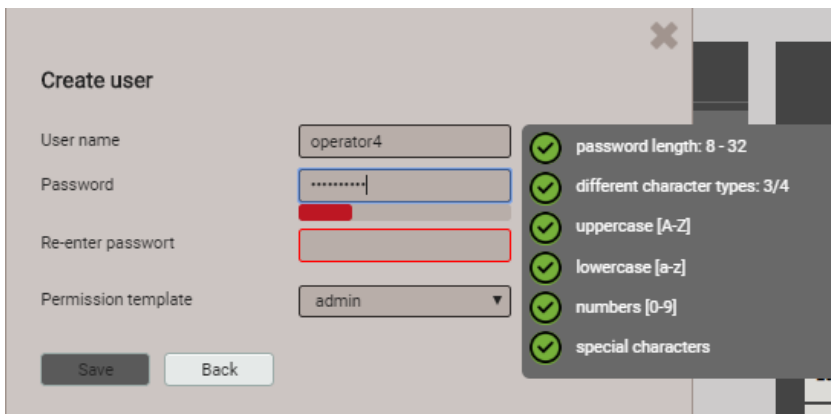 Create user
User name
operator4
Password
••••••••••
Re-enter passwort
Permission template
admin
Save
Back
password length: 8 - 32
different character types: 3/4
uppercase [A-Z]
lowercase [a-z]
numbers [0-9]
special characters